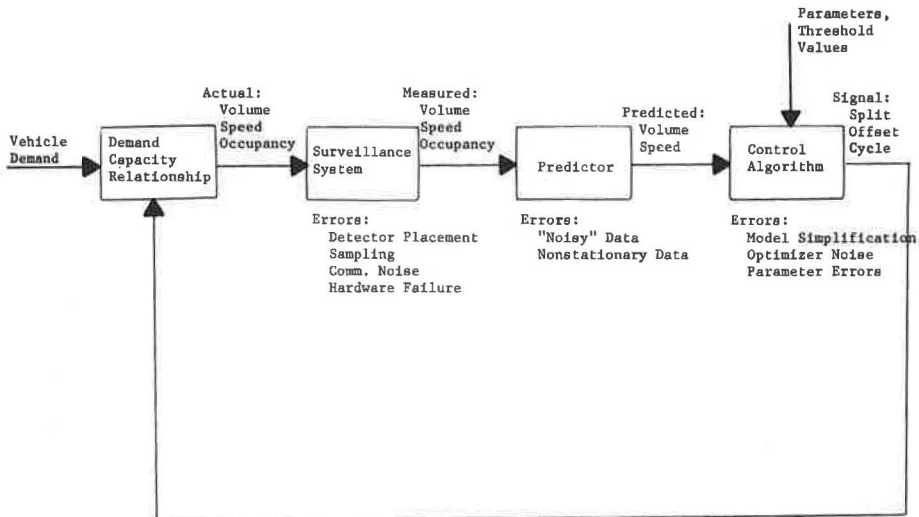 Parameters,
Threshold
Values
Actual:
Volume
Speed
Occupancy
Measured:
Volume
Speed
Occupancy
Predicted:
Volume
Speed
Signal:
Split
Offset
Cycle
Vehicle
Demand
Demand
Capacity
Relationship
Surveillance
System
Predictor
Control
Algorithm
Errors:
Detector Placement
Sampling
Comm. Noise
Hardware Failure
Errors:
"Noisy" Data
Nonstationary Data
Errors:
Model Simplification
Optimizer Noise
Parameter Errors